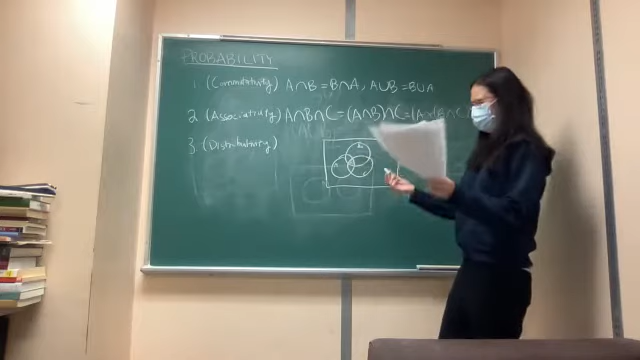 PROBABILITY
1. (Commutativity) A∩B = B∩A, A∪B = B∪A
2. (Associativity) A∩B∩C = (A∩B)∩C =
3. (Distributivity)